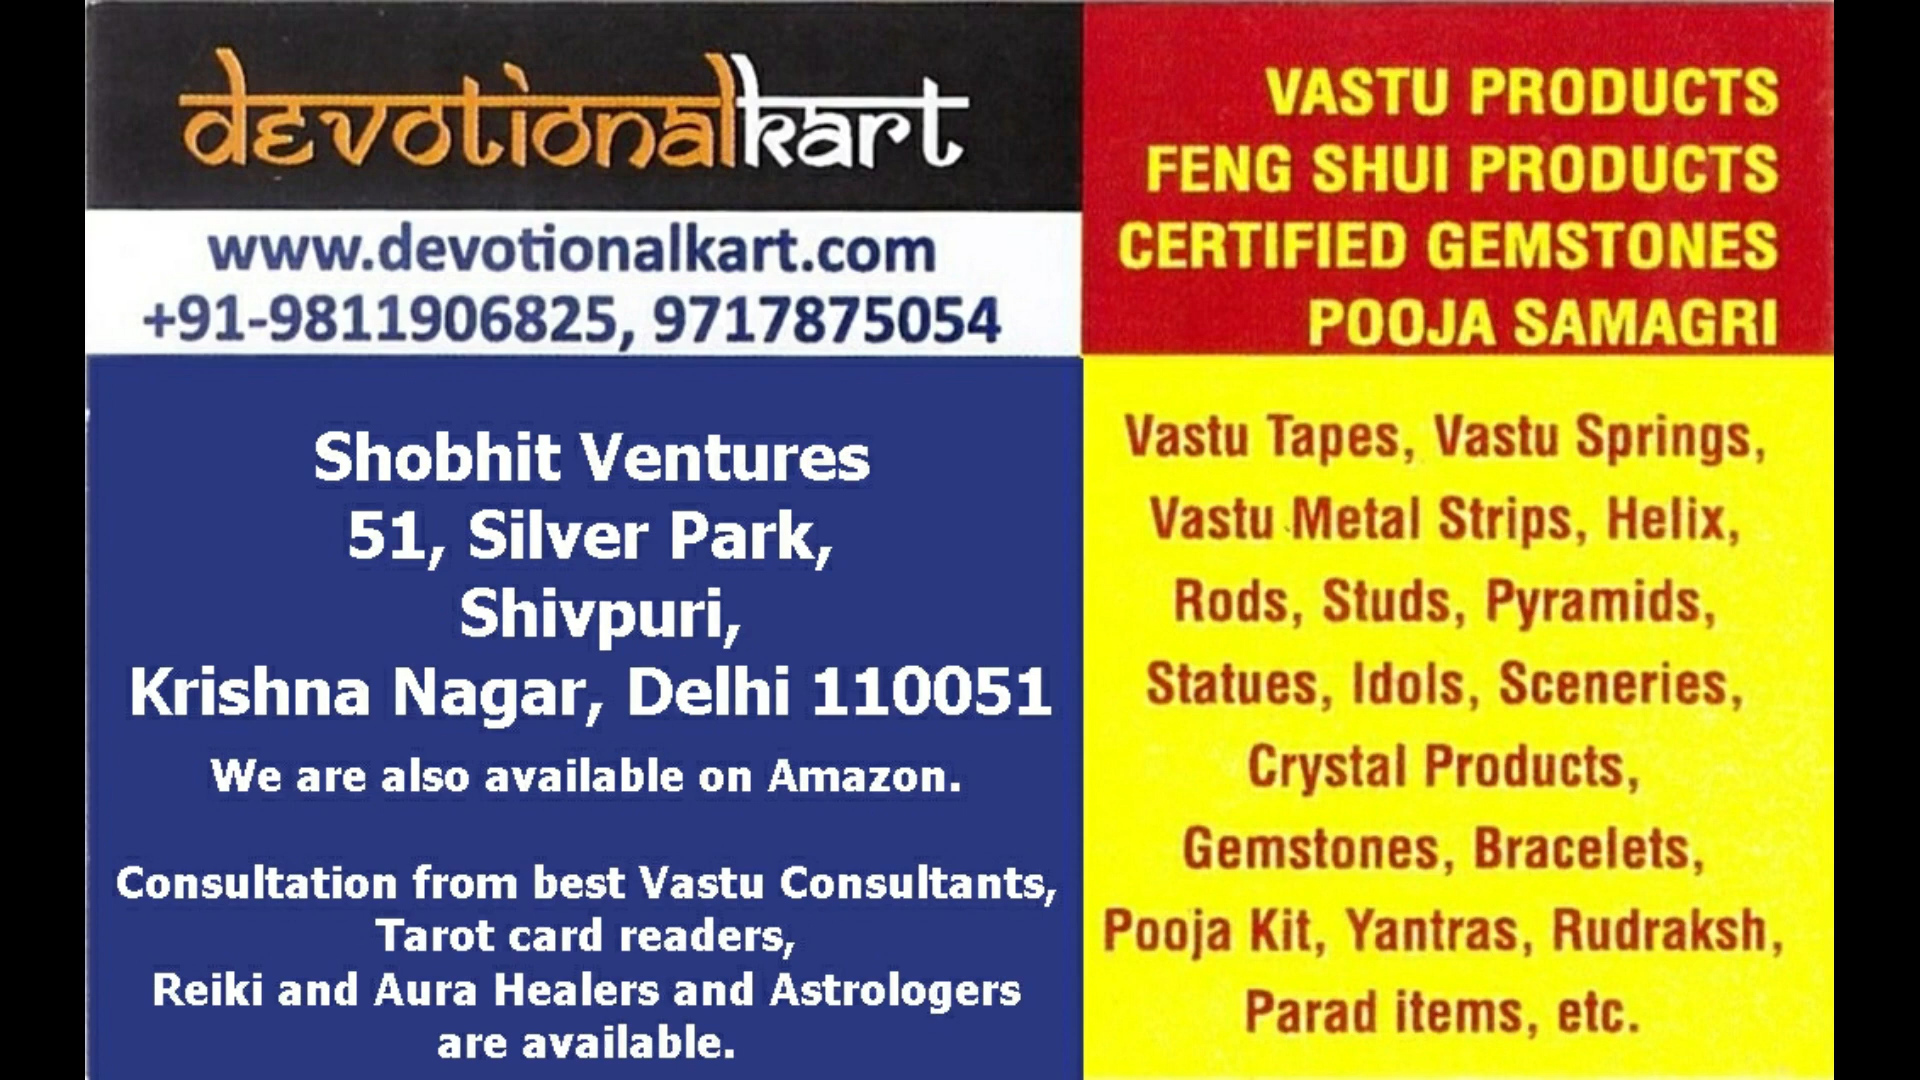 devotionalkart
www.devotionalkart.com
+91-9811906825, 9717875054
Shobhit Ventures
51, Silver Park,
Shivpuri,
Krishna Nagar, Delhi 110051
We are also available on Amazon.
Consultation from best Vastu Consultants,
Tarot card readers,
Reiki and Aura Healers and Astrologers
are available.
VASTU PRODUCTS
FENG SHUI PRODUCTS
CERTIFIED GEMSTONES
POOJA SAMAGRI
Vastu Tapes, Vastu Springs,
Vastu Metal Strips, Helix,
Rods, Studs, Pyramids,
Statues, Idols, Sceneries,
Crystal Products,
Gemstones, Bracelets,
Pooja Kit, Yantras, Rudraksh,
Parad items, etc.